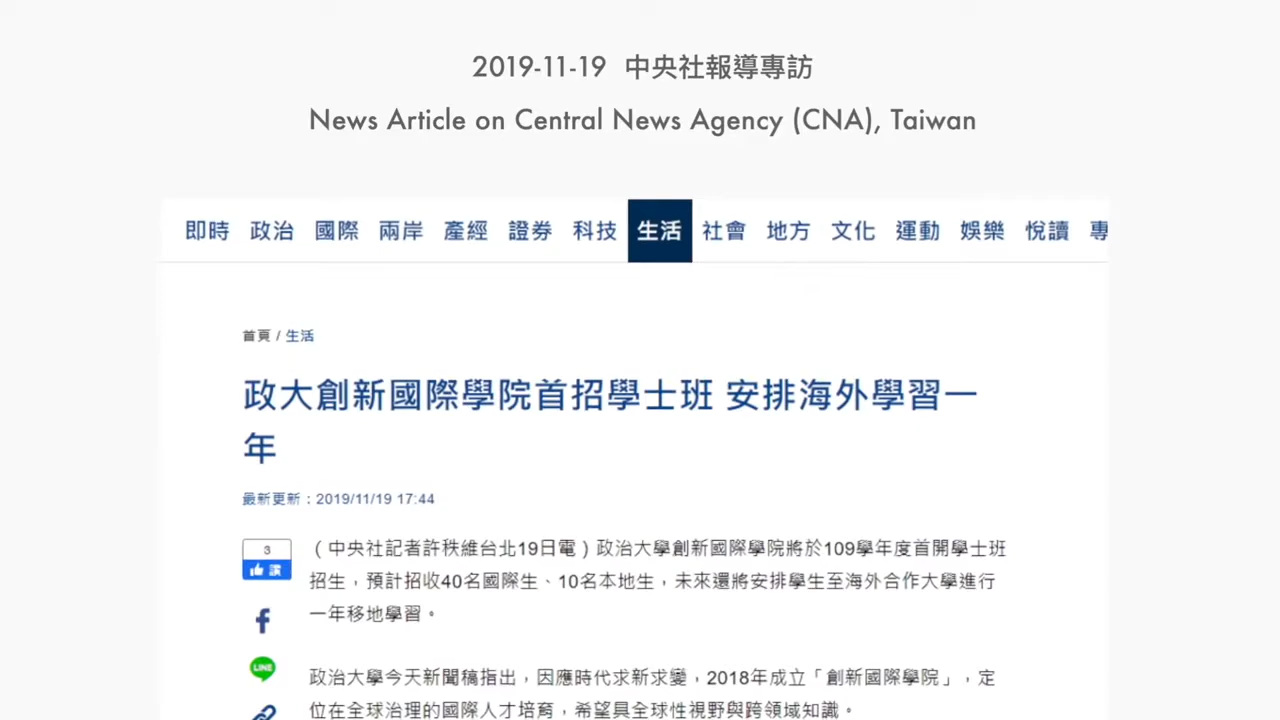 2019-11-19 中央社報導專訪
News Article on Central News Agency (CNA), Taiwan
即時 政治 國際 兩岸 產經 證券 科技 生活 社會 地方 文化 運動 娛樂 悅讀 專
首頁 / 生活
政大創新國際學院首招學士班 安排海外學習一
年
最新更新：2019/11/19 17:44
3
讚
（中央社記者許秩維台北19日電）政治大學創新國際學院將於109學年度首開學士班
招生，預計招收40名國際生、10名本地生，未來還將安排學生至海外合作大學進行
一年移地學習。
LINE
政治大學今天新聞稿指出，因應時代求新求變，2018年成立「創新國際學院」，定
位在全球治理的國際人才培育，希望具全球性視野與跨領域知識。